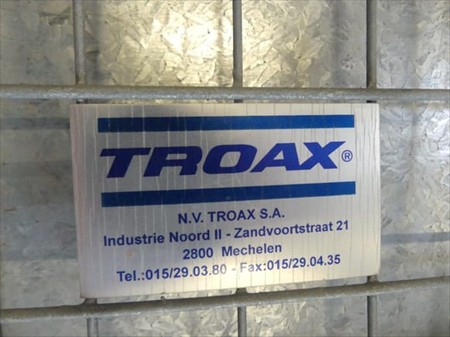 TROAX®
N.V. TROAX S.A.
Industrie Noord II - Zandvoortstraat 21
2800 Mechelen
Tel.:015/29.03.80 - Fax:015/29.04.35